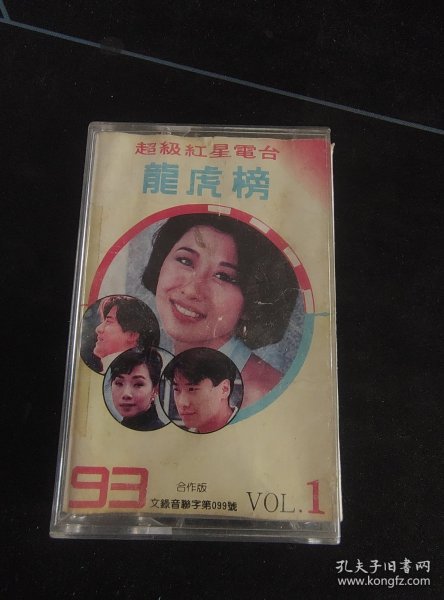 超級紅星電台
龍虎榜
93
合作版
文錄音聯字第099號
VOL.1
孔夫子旧书网
www.kongfz.com